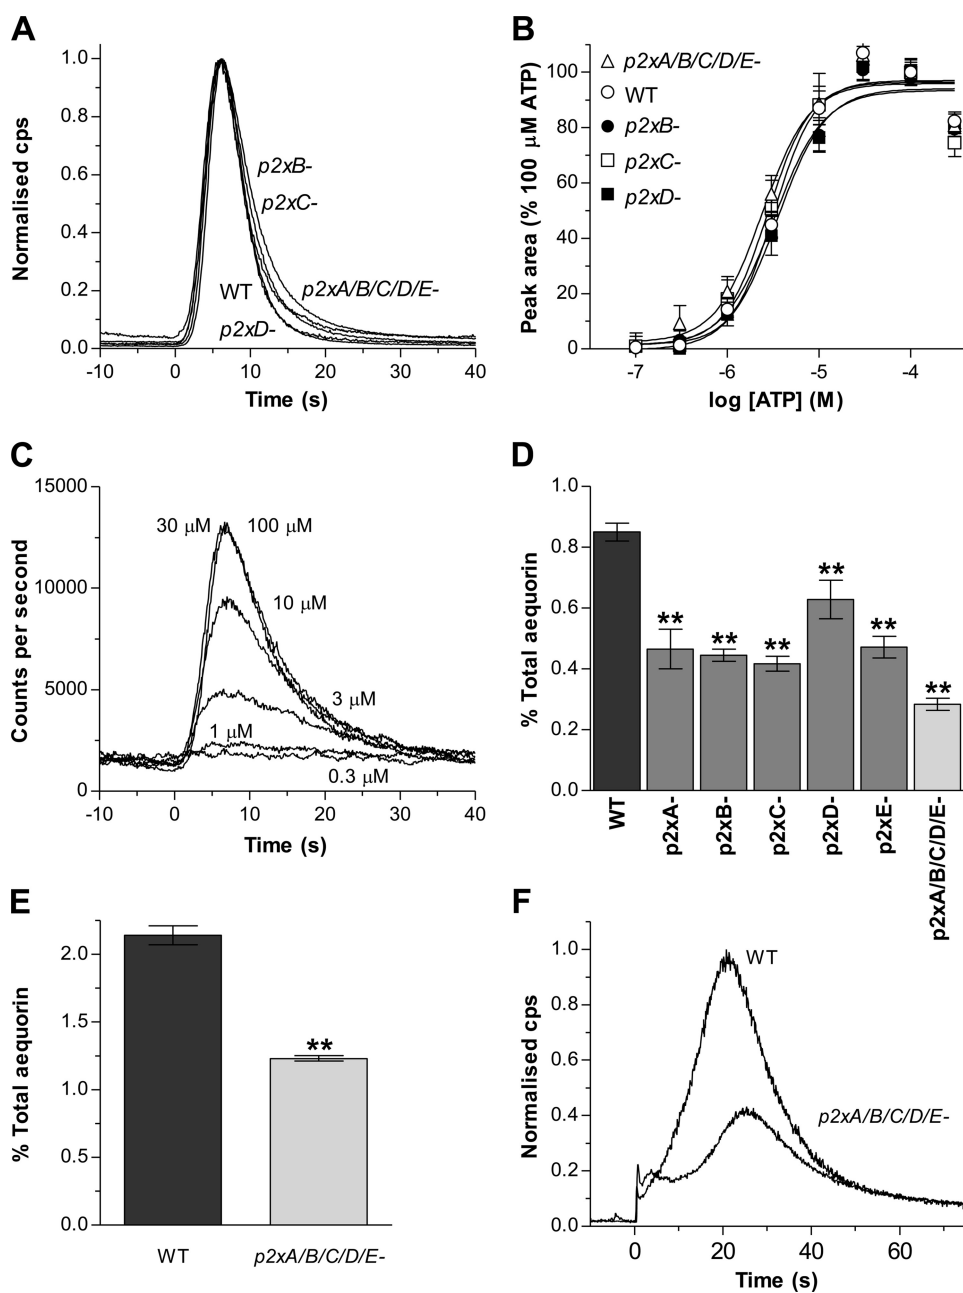 A
Normalised cps
1.0
0.8
0.6
0.4
0.2
0.0
p2xB-
p2xC-
p2xA/B/C/D/E-
WT
p2xD-
-10 0 10 20 30 40
Time (s)
B
Peak area (% 100 µM ATP)
100
80
60
40
20
0
p2xA/B/C/D/E-
WT
p2xB-
p2xC-
p2xD-
-7 -6 -5 -4
log [ATP] (M)
C
Counts per second
15000
10000
5000
0
30 µM 100 µM
10 µM
3 µM
1 µM
0.3 µM
-10 0 10 20 30 40
Time (s)
D
% Total aequorin
1.0
0.8
0.6
0.4
0.2
0.0
** ** ** ** ** **
WT
p2xA-
p2xB-
p2xC-
p2xD-
p2xE-
p2xA/B/C/D/E-
E
% Total aequorin
2.0
1.5
1.0
0.5
0.0
**
WT p2xA/B/C/D/E-
F
Normalised cps
1.0
0.8
0.6
0.4
0.2
0.0
WT
p2xA/B/C/D/E-
0 20 40 60
Time (s)